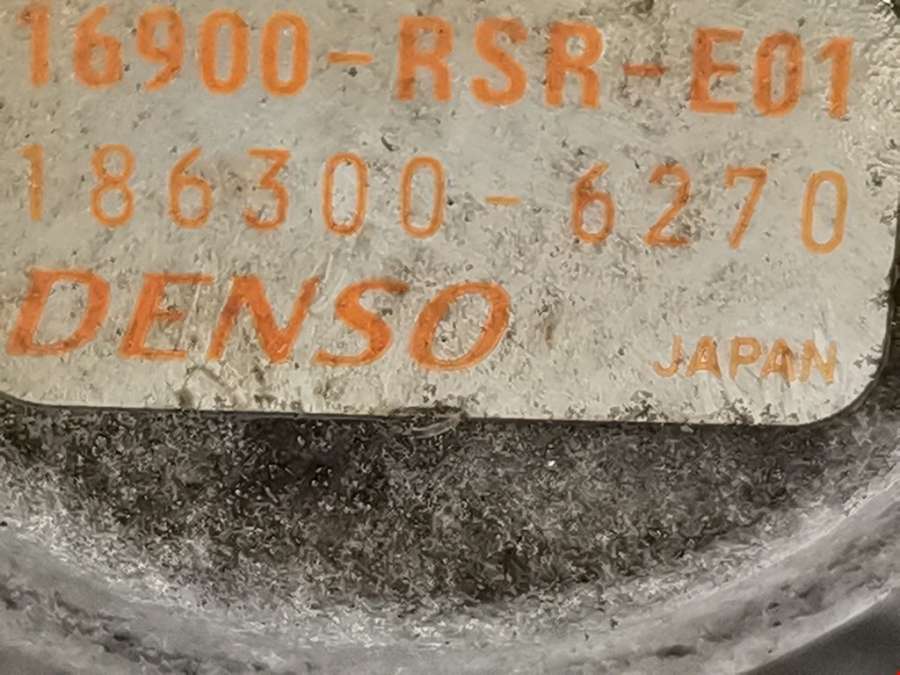 16900-RSR-E01
186300-6270
DENSO
JAPAN